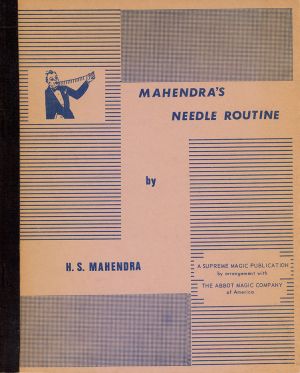 MAHENDRA'S
NEEDLE ROUTINE
by
H. S. MAHENDRA
A SUPREME MAGIC PUBLICATION
by arrangement with
THE ABBOT MAGIC COMPANY
of America